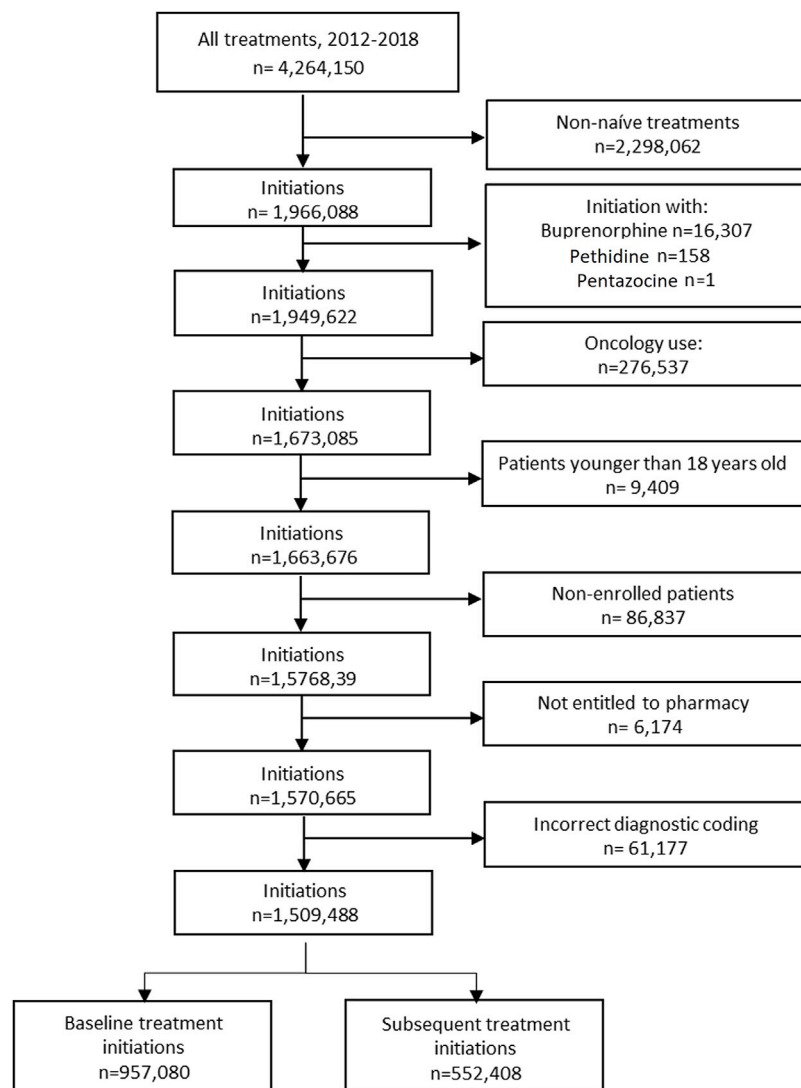 All treatments, 2012-2018
n= 4,264,150
Non-naíve treatments
n=2,298,062
Initiations
n= 1,966,088
Initiation with:
Buprenorphine n=16,307
Pethidine n=158
Pentazocine n=1
Initiations
n=1,949,622
Oncology use:
n=276,537
Initiations
n=1,673,085
Patients younger than 18 years old
n= 9,409
Initiations
n=1,663,676
Non-enrolled patients
n= 86,837
Initiations
n=1,5768,39
Not entitled to pharmacy
n= 6,174
Initiations
n=1,570,665
Incorrect diagnostic coding
n= 61,177
Initiations
n=1,509,488
Baseline treatment
initiations
n=957,080
Subsequent treatment
initiations
n=552,408